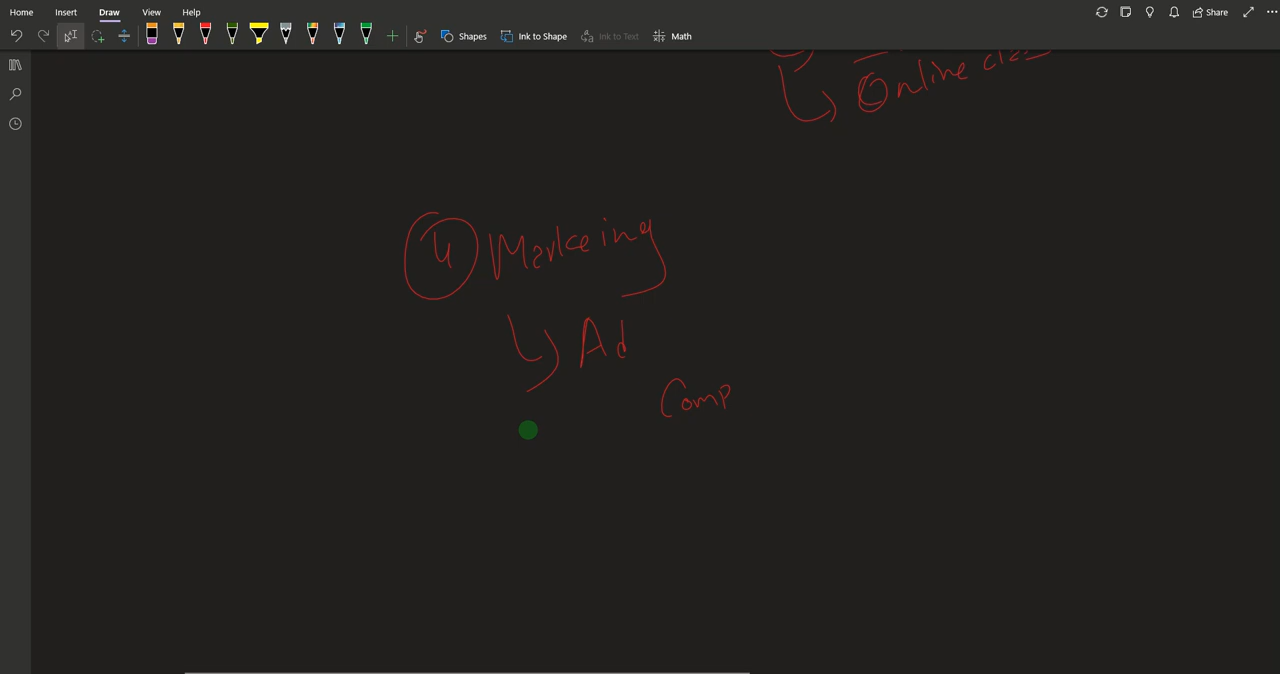 Home Insert Draw View Help Share
Shapes Ink to Shape Ink to Text Math
Online
4 Markeing
Ad
Comp